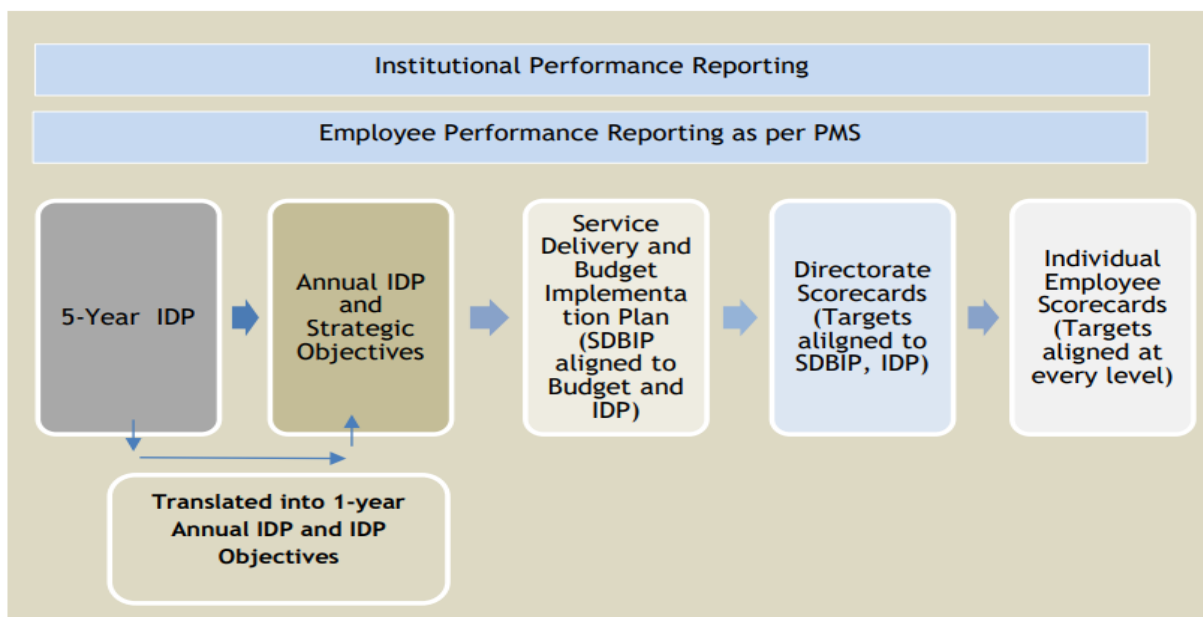 Institutional Performance Reporting
Employee Performance Reporting as per PMS
5-Year IDP
Annual IDP
and
Strategic
Objectives
Service
Delivery and
Budget
Implementa
tion Plan
(SDBIP
aligned to
Budget and
IDP)
Directorate
Scorecards
(Targets
alilgned to
SDBIP, IDP)
Individual
Employee
Scorecards
(Targets
aligned at
every level)
Translated into 1-year
Annual IDP and IDP
Objectives